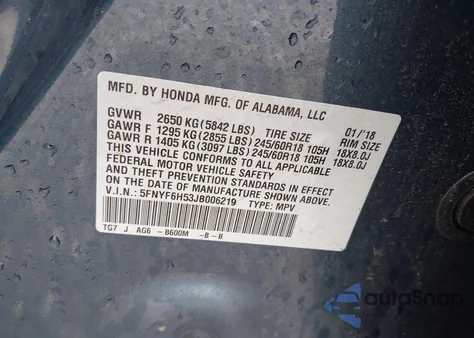 MFD. BY HONDA MFG. OF ALABAMA, LLC
GVWR 2650 KG (5842 LBS) TIRE SIZE 01/'18 RIM SIZE
GAWR F 1295 KG (2855 LBS) 245/60R18 105H 18X8.0J
GAWR R 1405 KG (3097 LBS) 245/60R18 105H 18X8.0J
THIS VEHICLE CONFORMS TO ALL APPLICABLE
FEDERAL MOTOR VEHICLE SAFETY
AND THEFT PREVENTION STANDARDS IN EFFECT
ON THE DATE OF MANUFACTURE SHOWN ABOVE.
V.I.N.: 5FNYF6H53JB006219 TYPE: MPV
TG7 J AG6 - B600M -B - B
autoSnap